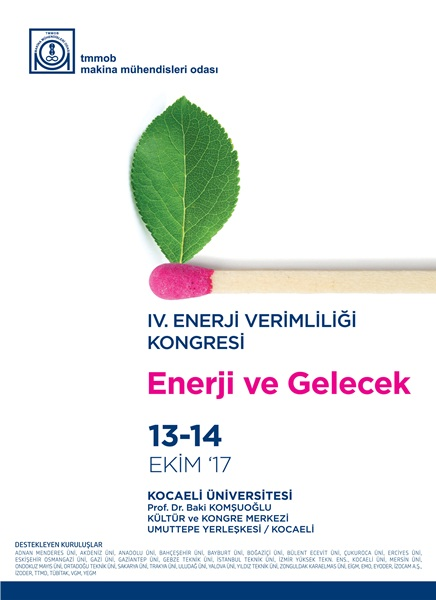 TMMOB
tmmob
makina mühendisleri odası
IV. ENERJİ VERİMLİLİĞİ
KONGRESİ
Enerji ve Gelecek
13-14
EKİM ‘17
KOCAELİ ÜNİVERSİTESİ
Prof. Dr. Baki KOMŞUOĞLU
KÜLTÜR ve KONGRE MERKEZİ
UMUTTEPE YERLEŞKESİ / KOCAELİ
DESTEKLEYEN KURULUŞLAR
ADNAN MENDERES ÜNİ, AKDENİZ ÜNİ, ANADOLU ÜNİ, BAHÇEŞEHİR ÜNİ, BAYBURT ÜNİ, BOĞAZİÇİ ÜNİ, BÜLENT ECEVİT ÜNİ, ÇUKUROCA ÜNİ, ERCİYES ÜNİ,
ESKİŞEHİR OSMANGAZİ ÜNİ, GAZİ ÜNİ, GAZİANTEP ÜNİ, GEBZE TEKNİK ÜNİ, İSTANBUL TEKNİK ÜNİ, İZMİR YÜKSEK TEKN. ENS., KOCAELİ ÜNİ, MERSİN ÜNİ,
ONDOKUZ MAYIS ÜNİ, ORTADOĞU TEKNİK ÜNİ, SAKARYA ÜNİ, TRAKYA ÜNİ, ULUDAĞ ÜNİ, YALOVA ÜNİ, YILDIZ TEKNİK ÜNİ, ZONGULDAK KARAELMAS ÜNİ, EİGM, EMO, EYODER, İZOCAM A.Ş.,
İZODER, TTMD, TÜBİTAK, VGM, YEGM